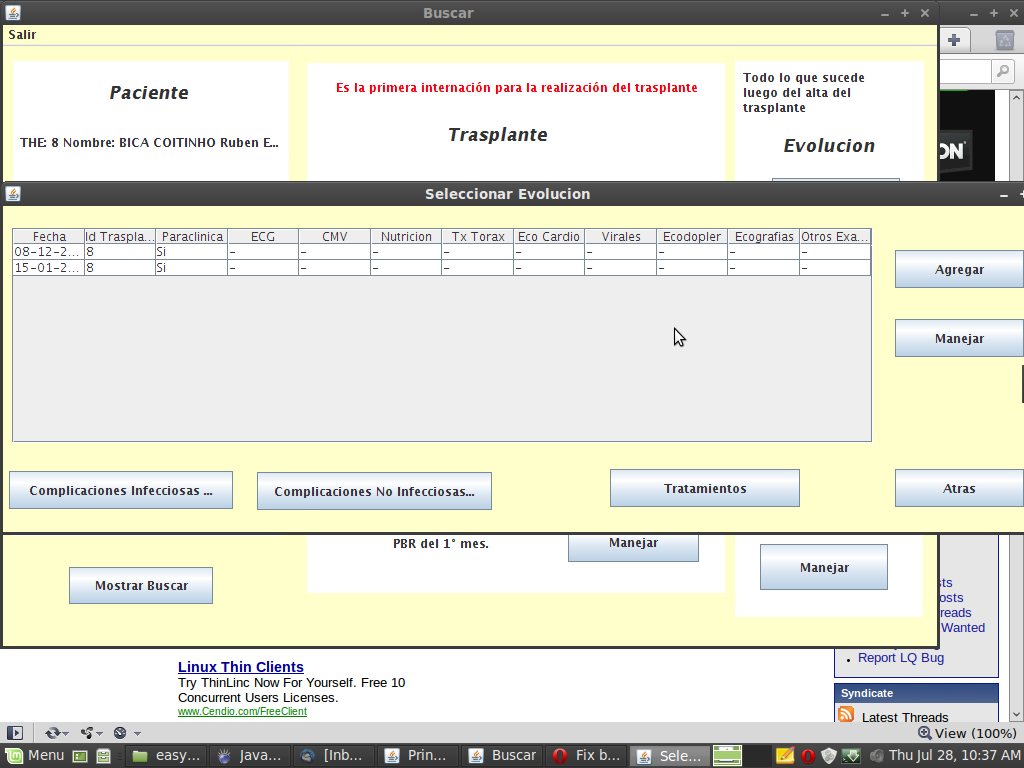 Buscar
Salir
Paciente
THE: 8 Nombre: BICA COITINHO Ruben E...
Es la primera internación para la realización del trasplante
Trasplante
Todo lo que sucede
luego del alta del
trasplante
Evolucion
ON
Seleccionar Evolucion
Fecha Id Traspla... Paraclinica ECG CMV Nutricion Tx Torax Eco Cardio Virales Ecodopler Ecografias Otros Exa...
08-12-2... 8 Si - - - - - - - - -
15-01-2... 8 Si - - - - - - - - -
Agregar
Manejar
Complicaciones Infecciosas ...
Complicaciones No Infecciosas...
Tratamientos
Atras
PBR del 1° mes.
Manejar
Manejar
Mostrar Buscar
sts
osts
reads
Wanted
Report LQ Bug
Syndicate
Latest Threads
Linux Thin Clients
Try ThinLinc Now For Yourself. Free 10
Concurrent Users Licenses.
www.Cendio.com/FreeClient
View (100%)
Menu easy... Java... [Inb... Prin... Buscar Fix b... Sele... Thu Jul 28, 10:37 AM